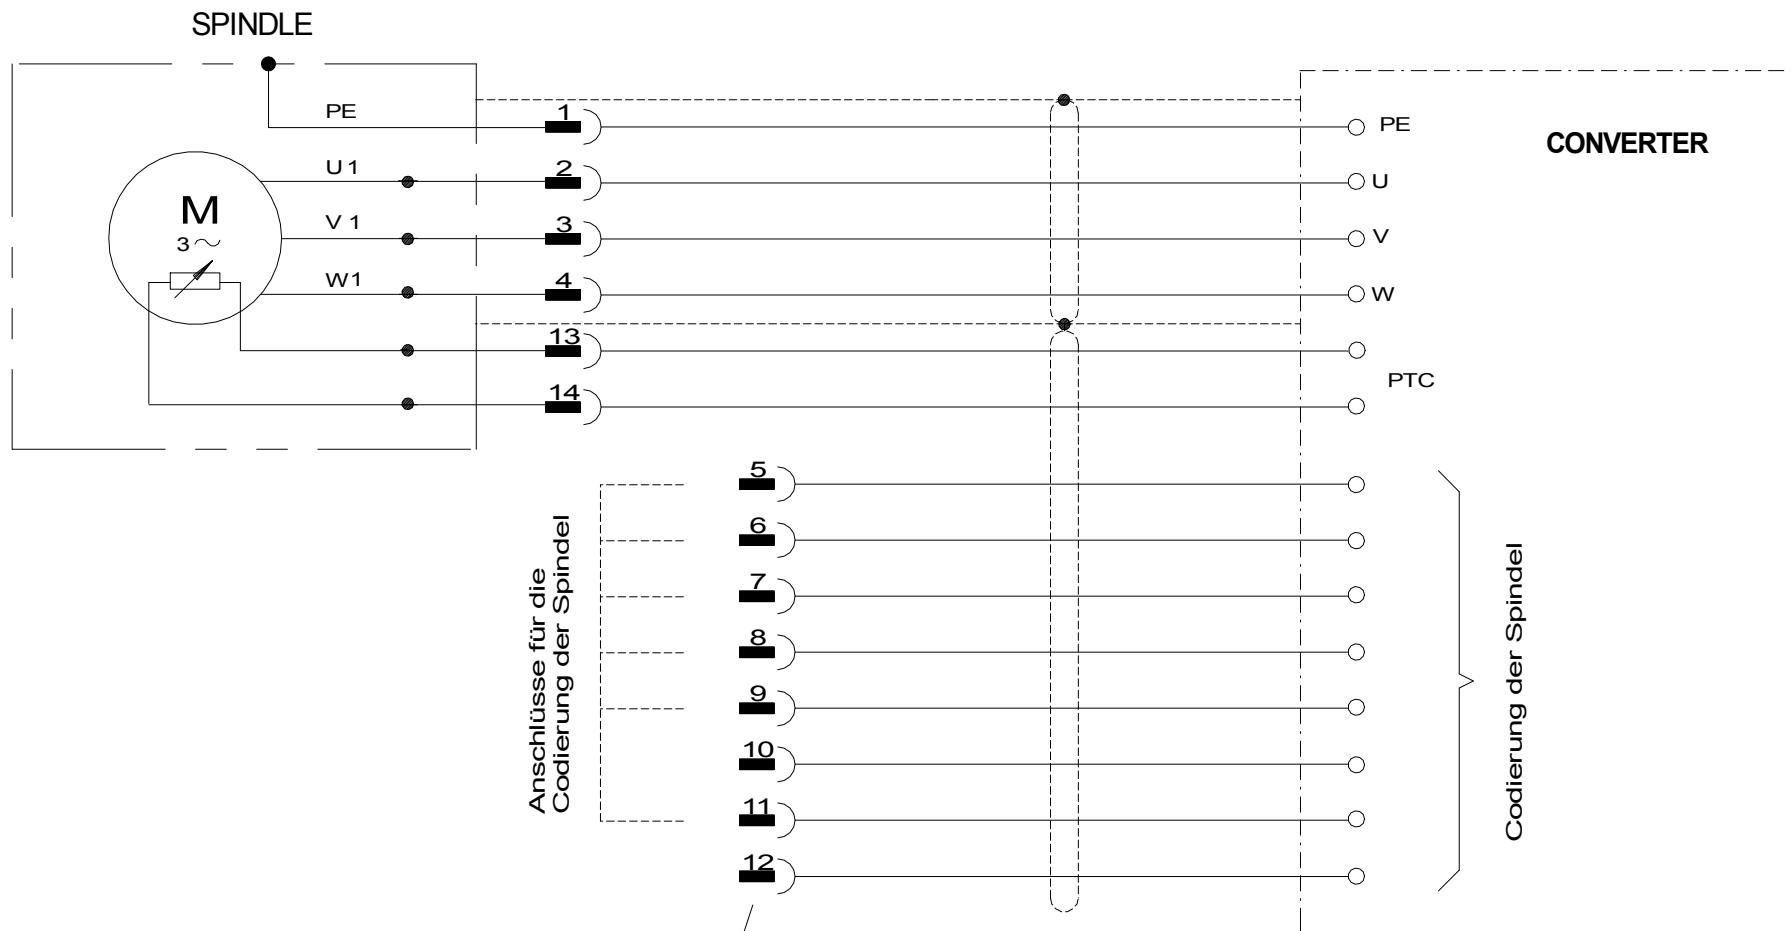 SPINDLE
PE
1
PE
CONVERTER
U1
2
U
M
3~
V 1
3
V
W1
4
W
13
PTC
14
5
6
7
8
9
10
11
12
Anschlüsse für die
Codierung der Spindel
Codierung der Spindel